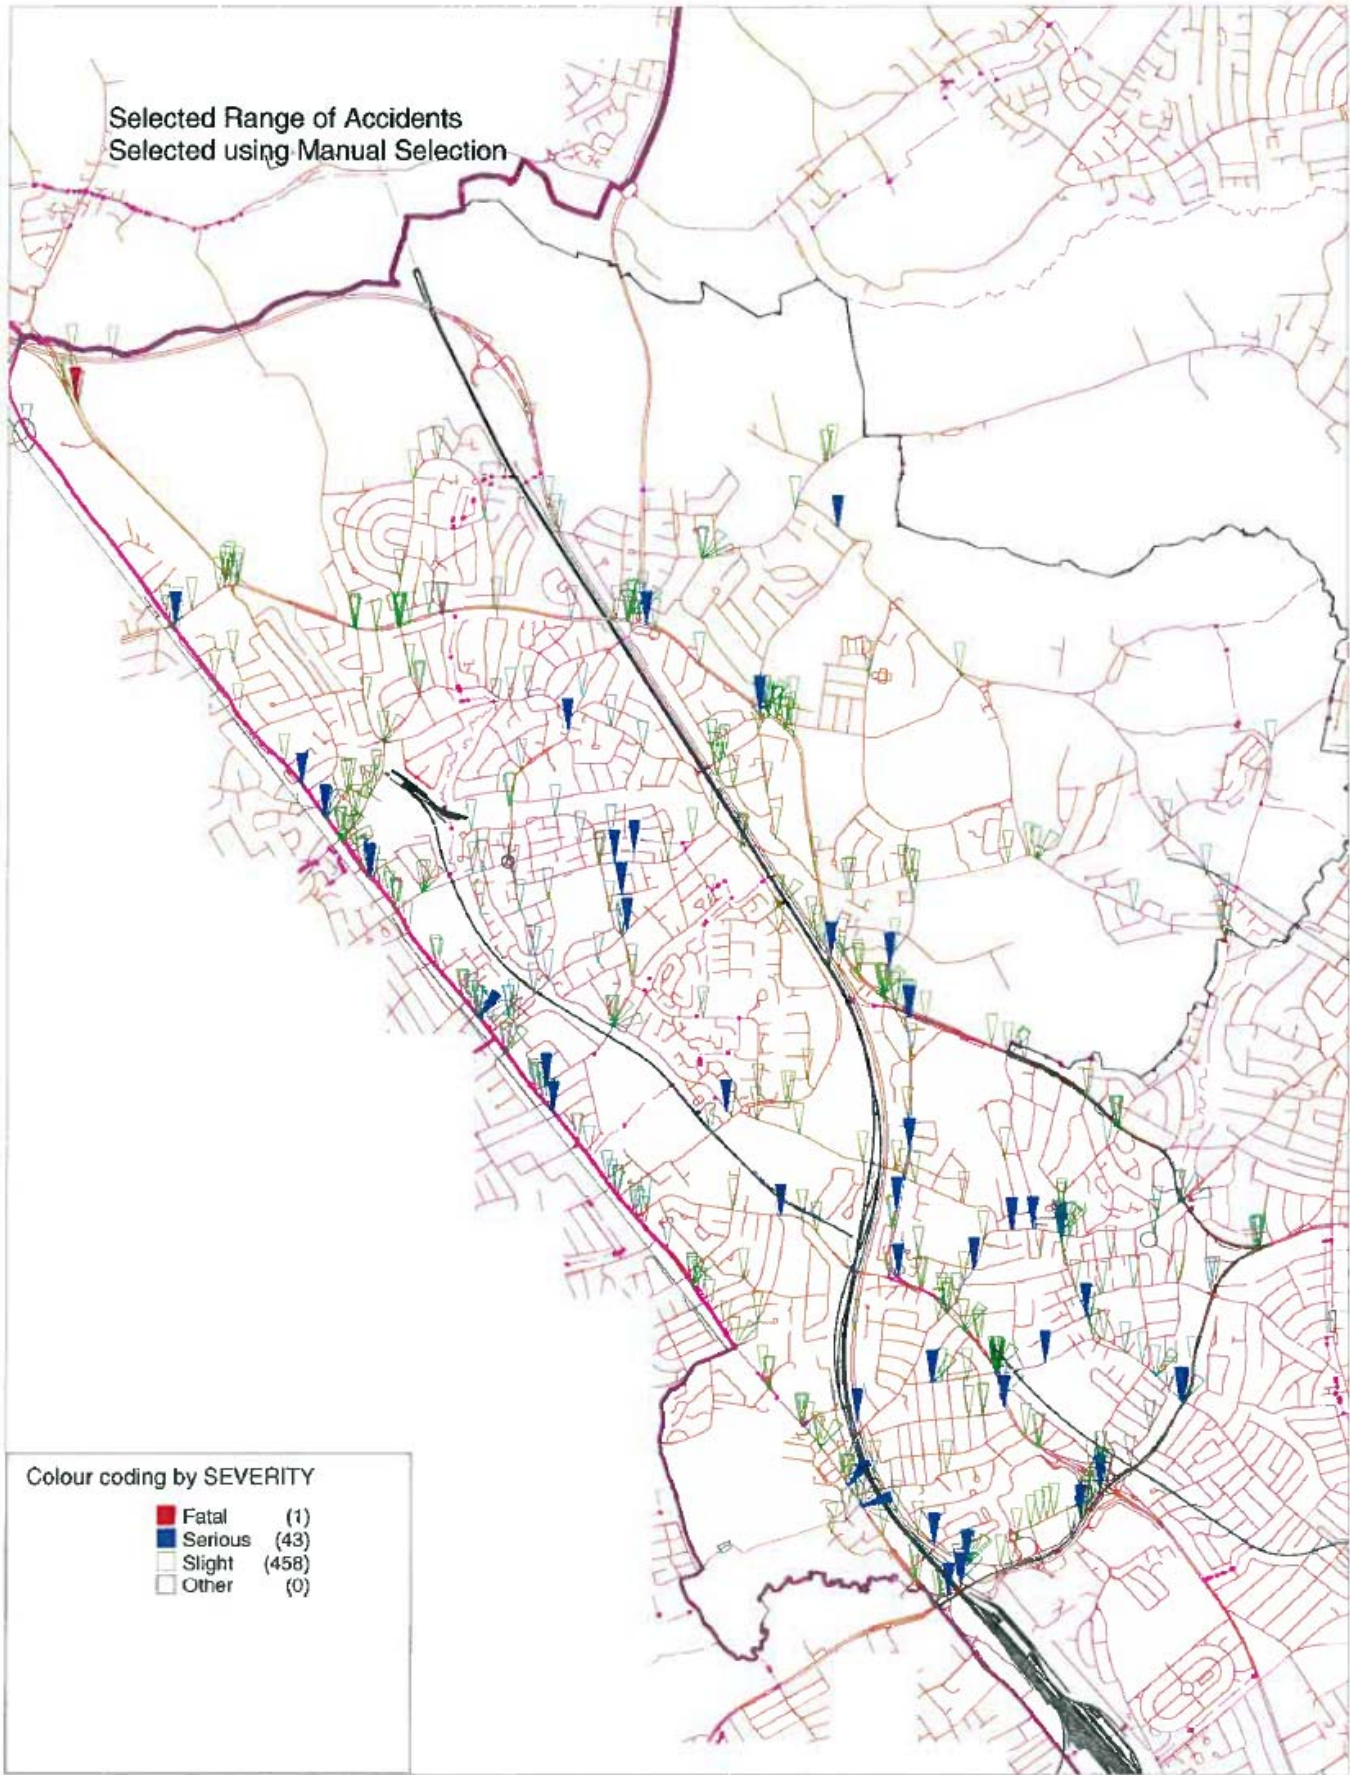 Selected Range of Accidents
Selected using Manual Selection
Colour coding by SEVERITY
Fatal (1)
Serious (43)
Slight (458)
Other (0)